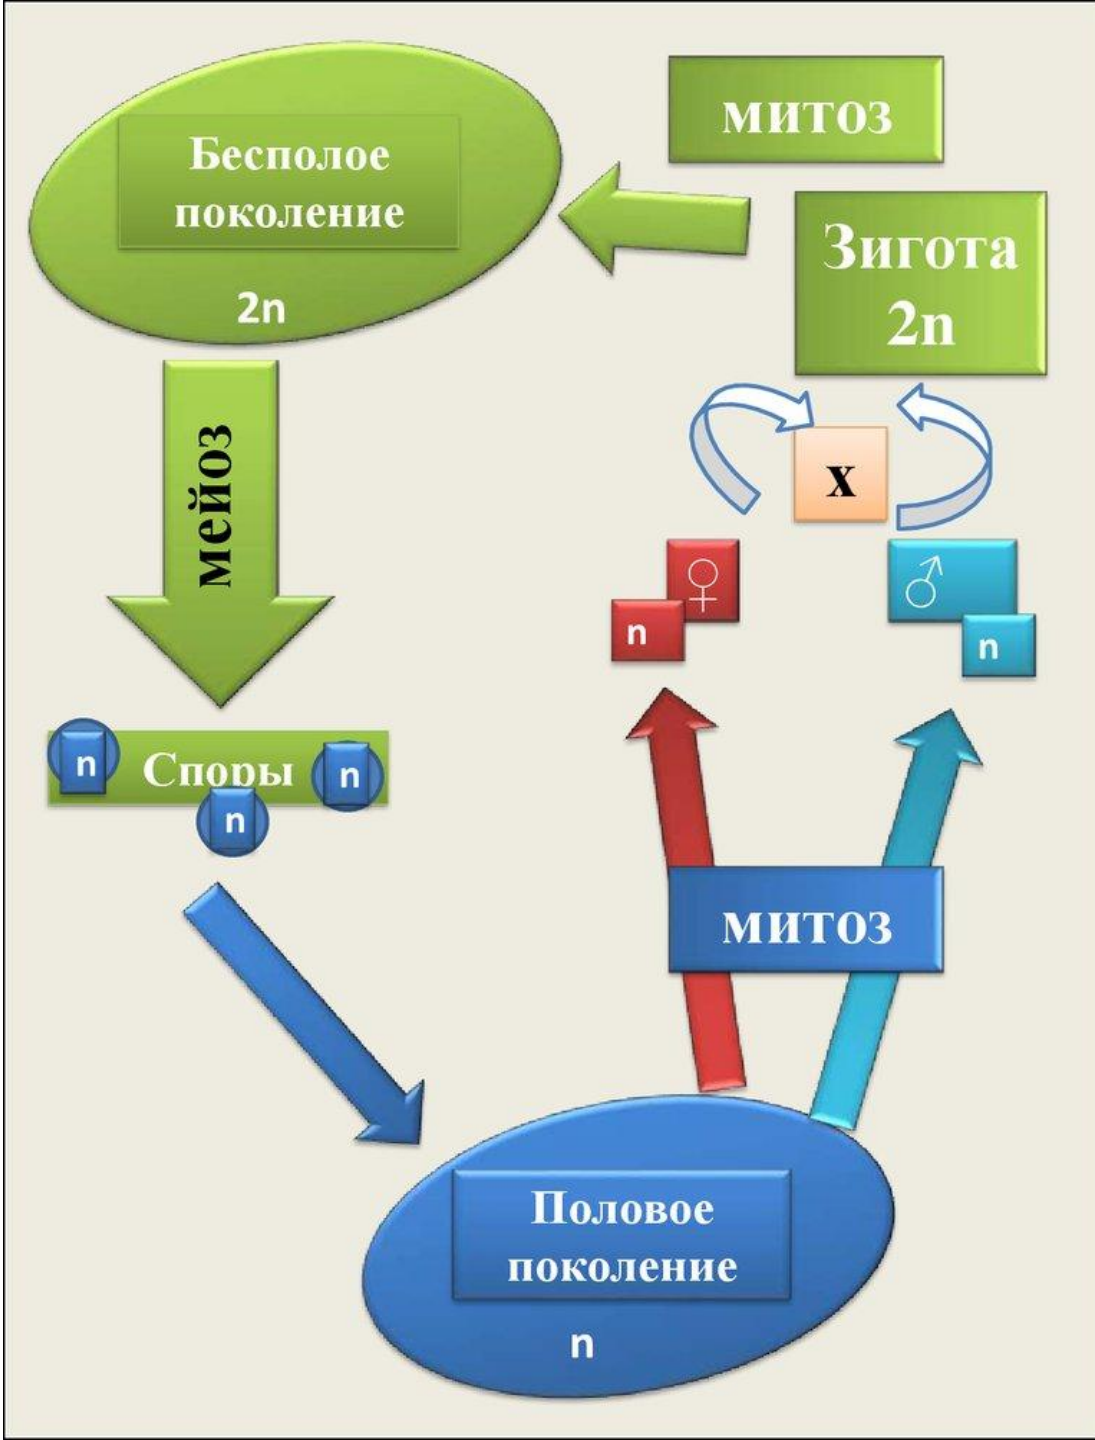 митоз
Бесполое
поколение
2n
Зигота
2n
мейоз
x
♀
n
♂
n
Споры
n
n
n
митоз
Половое
поколение
n